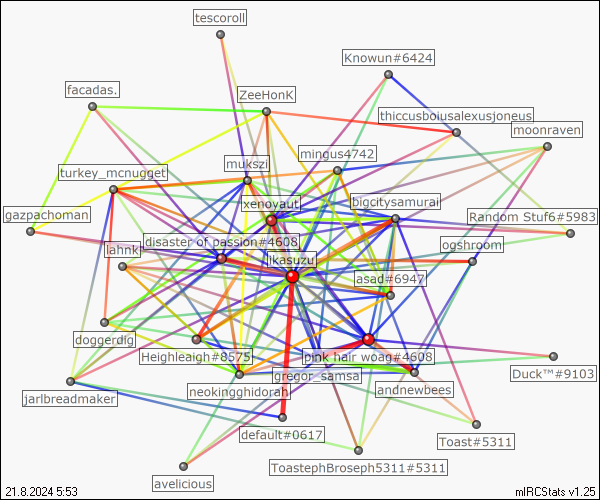 tescoroll
Knowun#6424
facadas.
ZeeHonK
thiccusboiusalexusjoneus
moonraven
mingus4742
mukszi
turkey_mcnugget
xenoyaut
bigcitysamurai
gazpachoman
Random Stuf6#5983
disaster of passion#4608
ogshroom
lahnki
ikasuzu
asad#6947
doggerdig
Heighleaigh#8575
pink hair woag#4608
Duck™#9103
gregor_samsa
jarlbreadmaker
neokingghidorah
andnewbees
default#0617
Toast#5311
ToastephBroseph5311#5311
avelicious
21.8.2024 5:53
mIRCStats v1.25